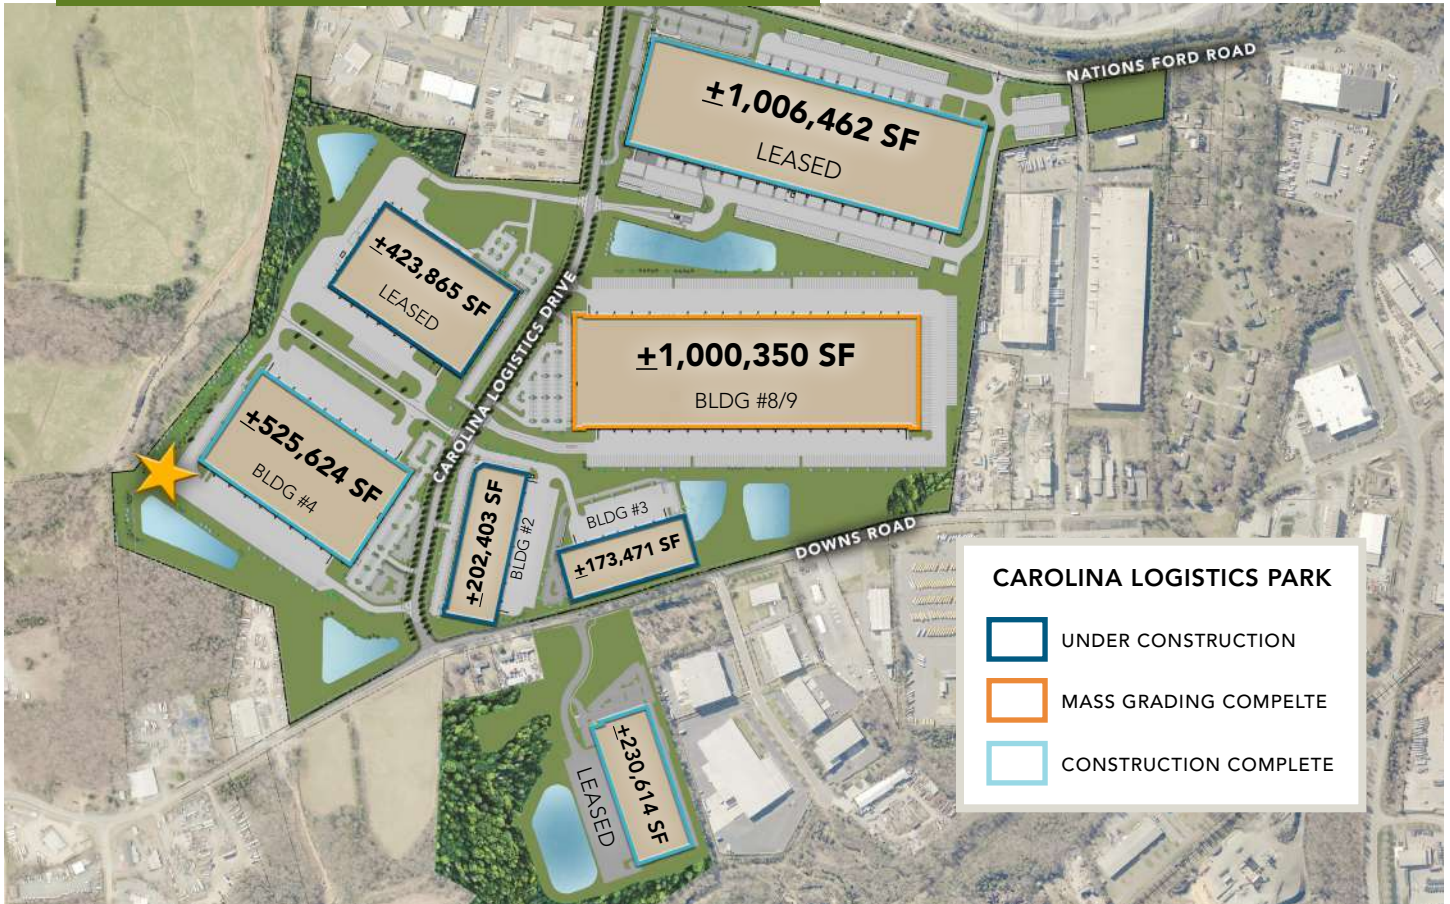 NATIONS FORD ROAD
±1,006,462 SF
LEASED
±423,865 SF
LEASED
CAROLINA LOGISTICS DRIVE
±1,000,350 SF
BLDG #8/9
±525,624 SF
BLDG #4
±202,403 SF
BLDG #2
BLDG #3
±173,471 SF
DOWNS ROAD
±230,614 SF
LEASED
CAROLINA LOGISTICS PARK
UNDER CONSTRUCTION
MASS GRADING COMPELTE
CONSTRUCTION COMPLETE